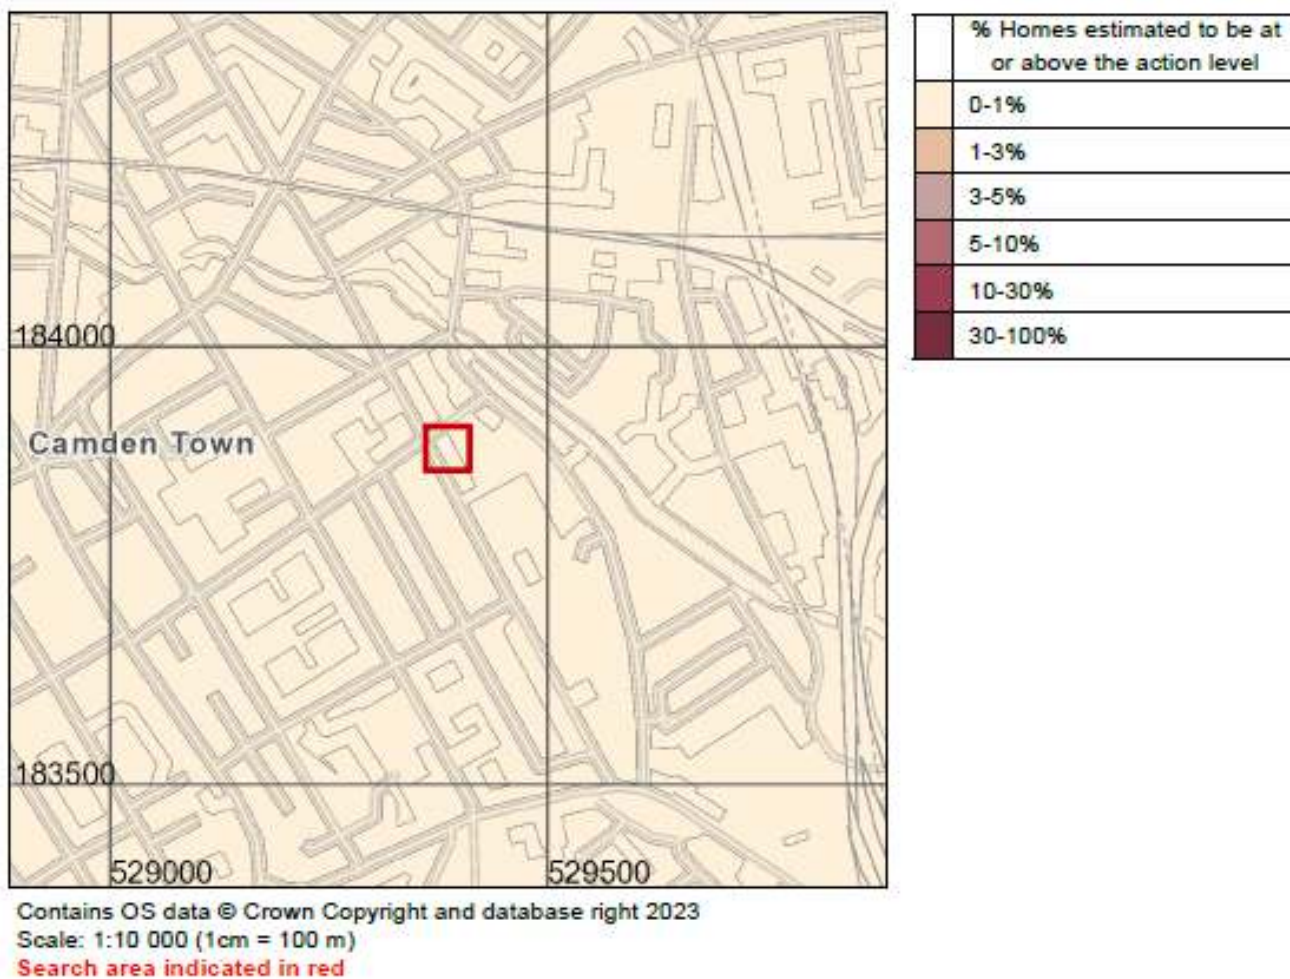 % Homes estimated to be at
or above the action level
0-1%
1-3%
3-5%
5-10%
10-30%
30-100%
184000
Camden Town
183500
529000
529500
Contains OS data © Crown Copyright and database right 2023
Scale: 1:10 000 (1cm = 100 m)
Search area indicated in red